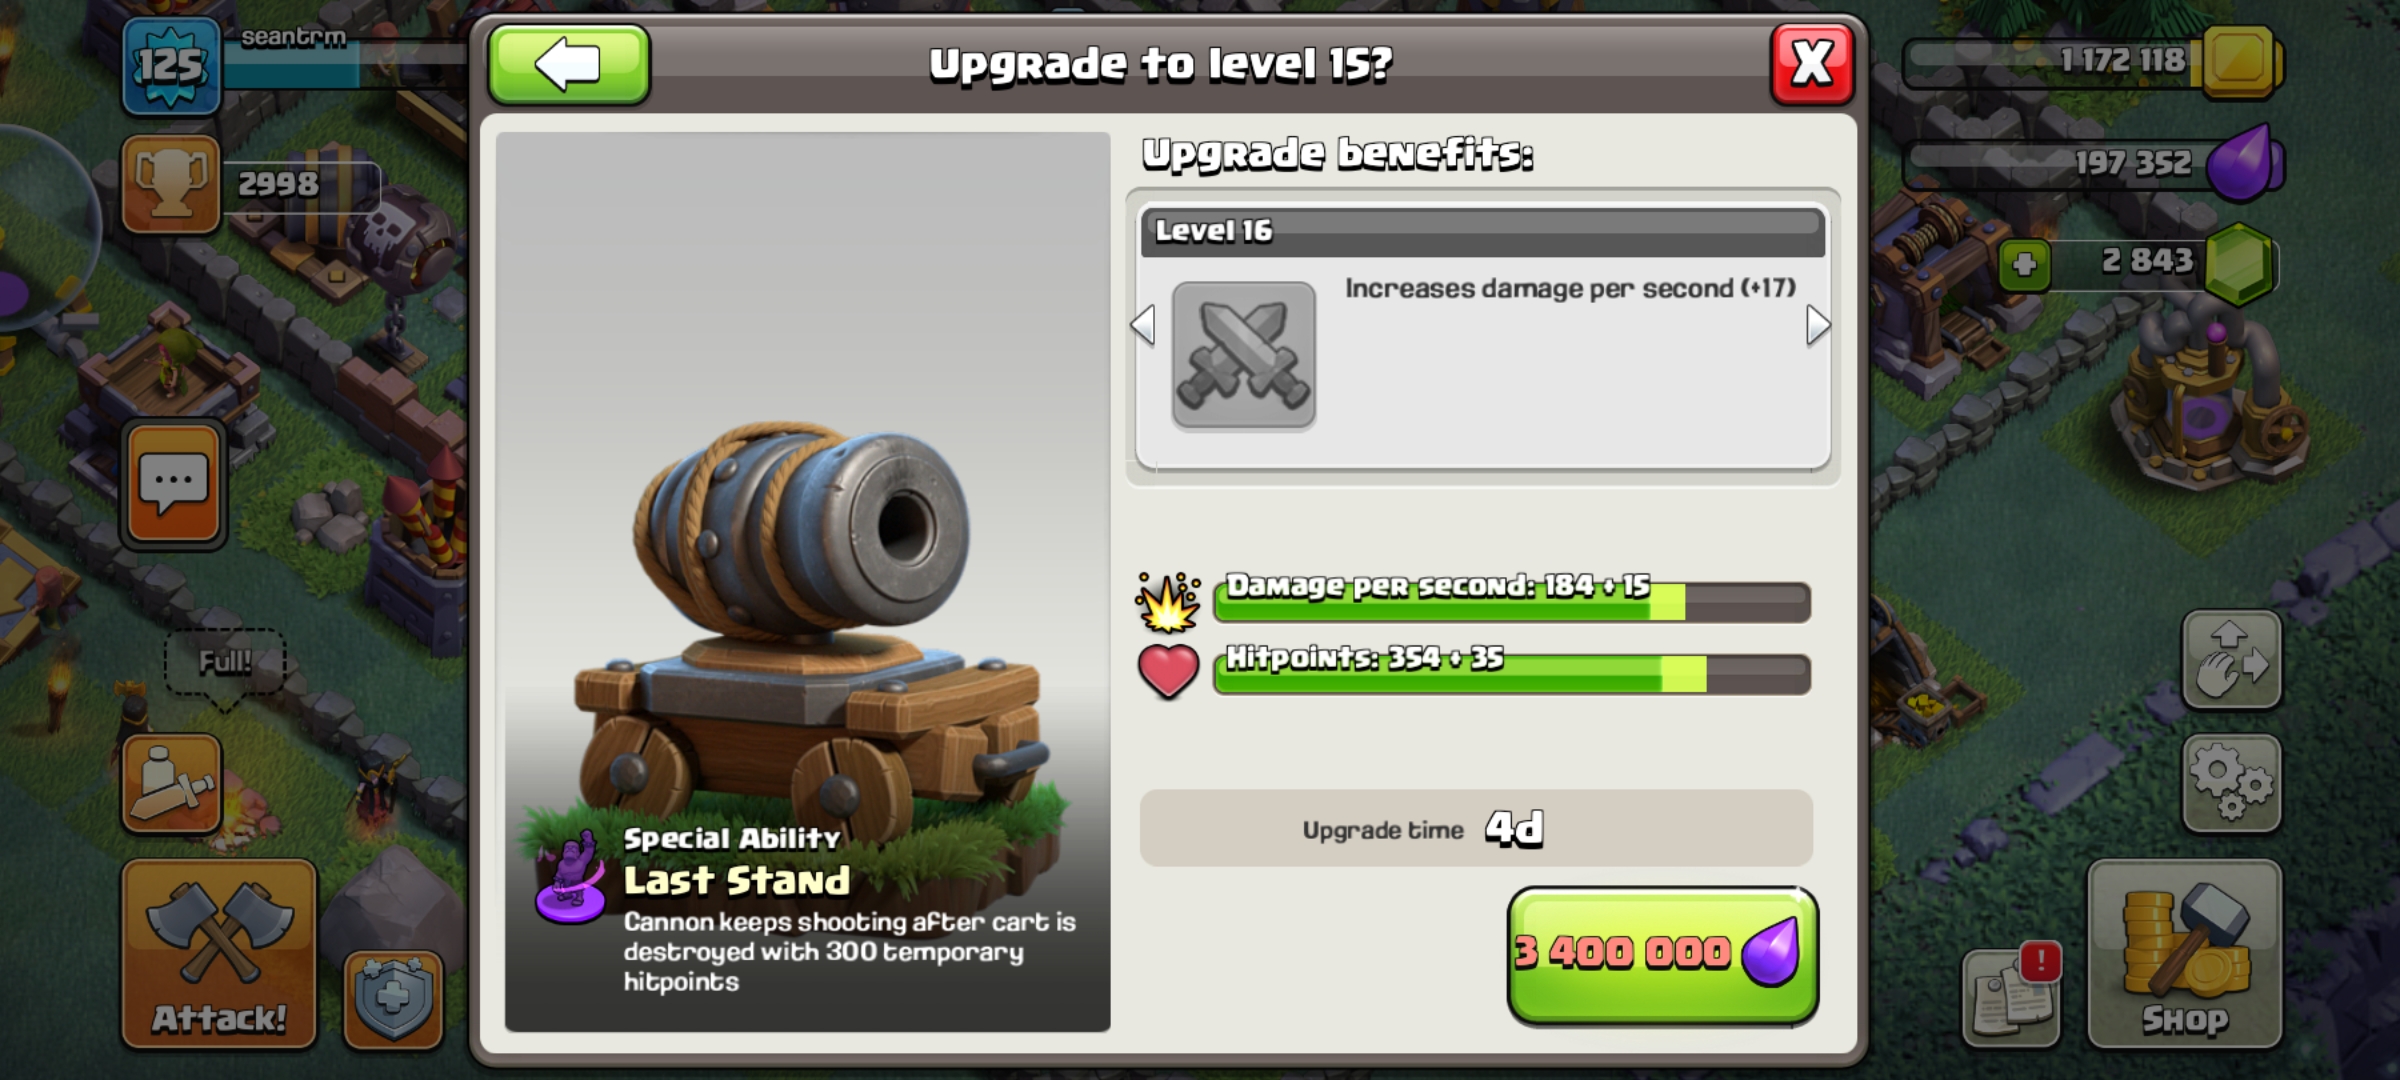 125
seantrm
2998
Full!
Attack!
Upgrade to level 15?
X
Special Ability
Last Stand
Cannon keeps shooting after cart is
destroyed with 300 temporary
hitpoints
Upgrade benefits:
Level 16
Increases damage per second (+17)
Damage per second: 184 + 15
Hitpoints: 354 + 35
Upgrade time 4d
3 400 000
1 172 118
197 352
2 843
!
Shop